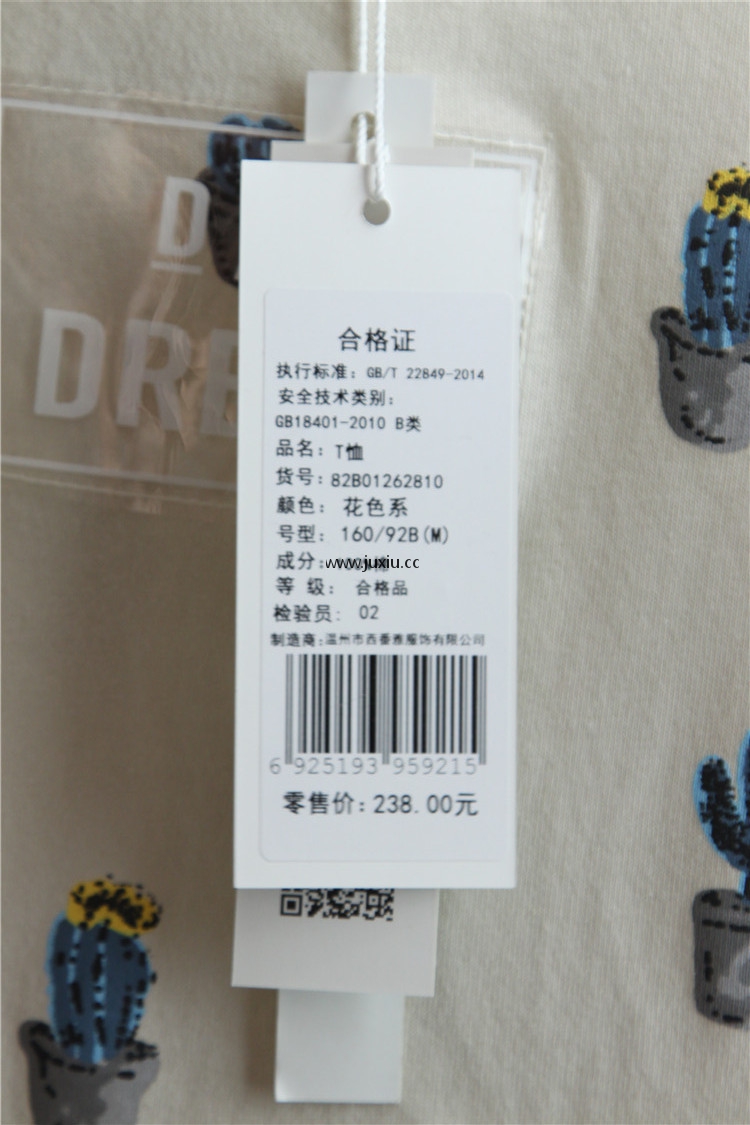 D
DRE
合格证
执行标准：GB/T 22849-2014
安全技术类别：
GB18401-2010 B类
品名：T恤
货号：82B01262810
颜色：花色系
号型：160/92B(M)
成分：
www.juxiu.cc
等 级：合格品
检验员：02
制造商：温州市西番雅服饰有限公司
6 925193 959215
零售价：238.00元